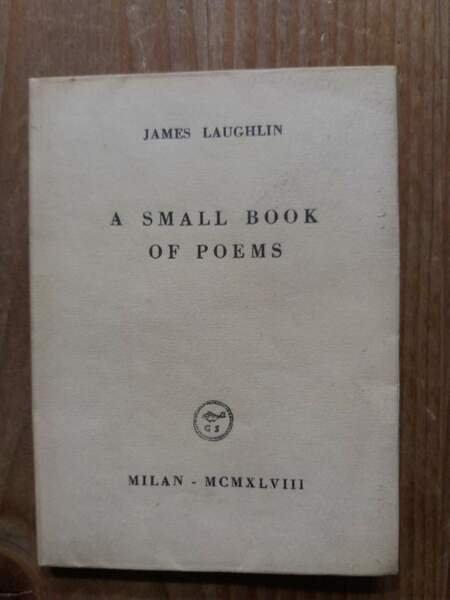 JAMES LAUGHLIN
A SMALL BOOK
OF POEMS
G S
MILAN - MCMXLVIII